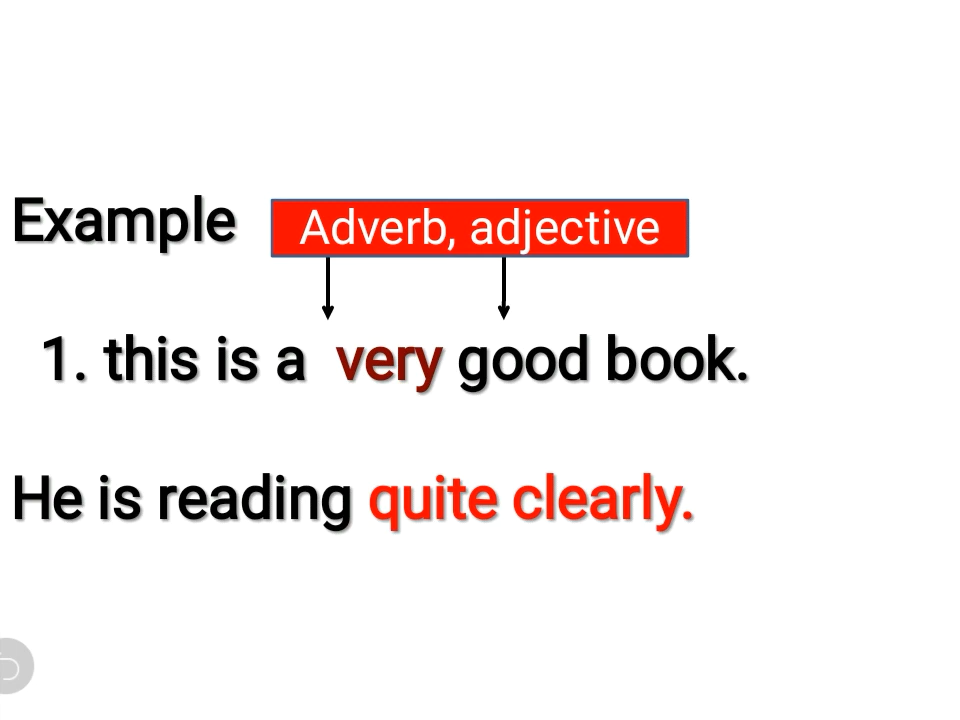 Example
Adverb, adjective
1. this is a very good book.
He is reading quite clearly.